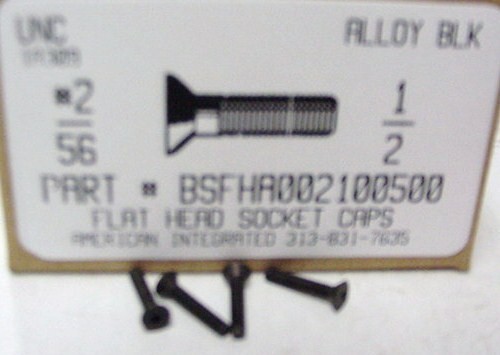 UNC ALLOY BLK
#2 1
56 2
PART # BSFHA002100500
FLAT HEAD SOCKET CAPS
AMERICAN INTEGRATED 313-831-7635